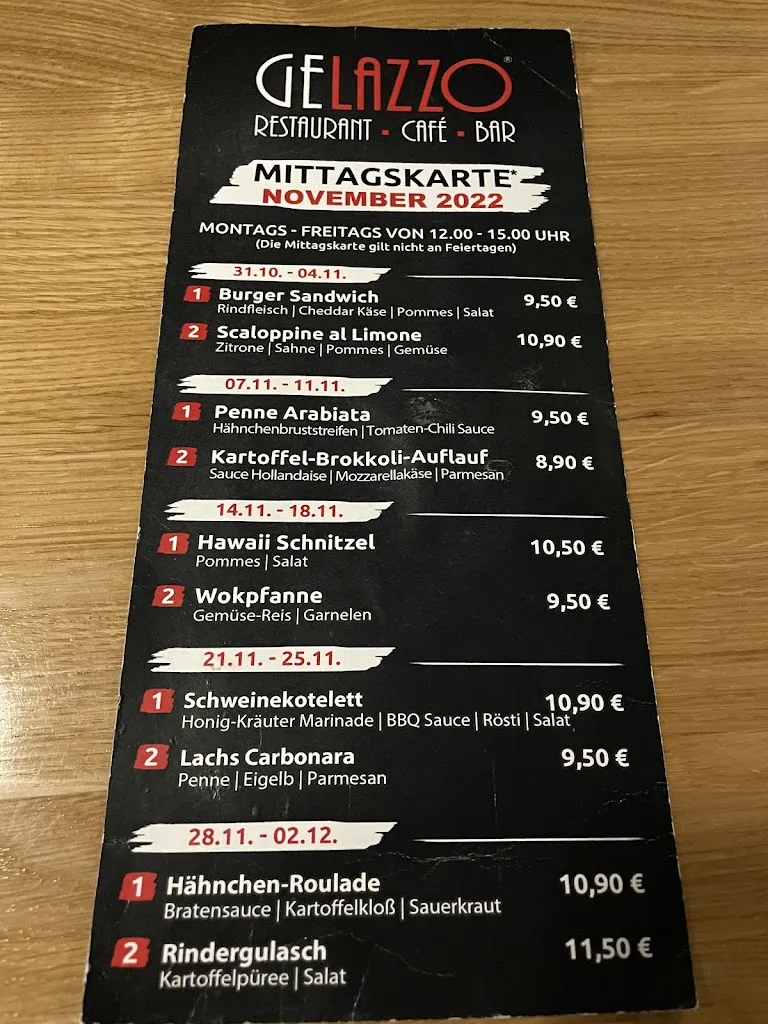 GELAZZO®
RESTAURANT - CAFÉ - BAR
MITTAGSKARTE*
NOVEMBER 2022
MONTAGS - FREITAGS VON 12.00 - 15.00 UHR
(Die Mittagskarte gilt nicht an Feiertagen)
31.10. - 04.11.
1 Burger Sandwich 9,50 €
Rindfleisch | Cheddar Käse | Pommes | Salat
2 Scaloppine al Limone 10,90 €
Zitrone | Sahne | Pommes | Gemüse
07.11. - 11.11.
1 Penne Arabiata 9,50 €
Hähnchenbruststreifen | Tomaten-Chili Sauce
2 Kartoffel-Brokkoli-Auflauf 8,90 €
Sauce Hollandaise | Mozzarellakäse | Parmesan
14.11. - 18.11.
1 Hawaii Schnitzel 10,50 €
Pommes | Salat
2 Wokpfanne 9,50 €
Gemüse-Reis | Garnelen
21.11. - 25.11.
1 Schweinekotelett 10,90 €
Honig-Kräuter Marinade | BBQ Sauce | Rösti | Salat
2 Lachs Carbonara 9,50 €
Penne | Eigelb | Parmesan
28.11. - 02.12.
1 Hähnchen-Roulade 10,90 €
Bratensauce | Kartoffelkloß | Sauerkraut
2 Rindergulasch 11,50 €
Kartoffelpüree | Salat